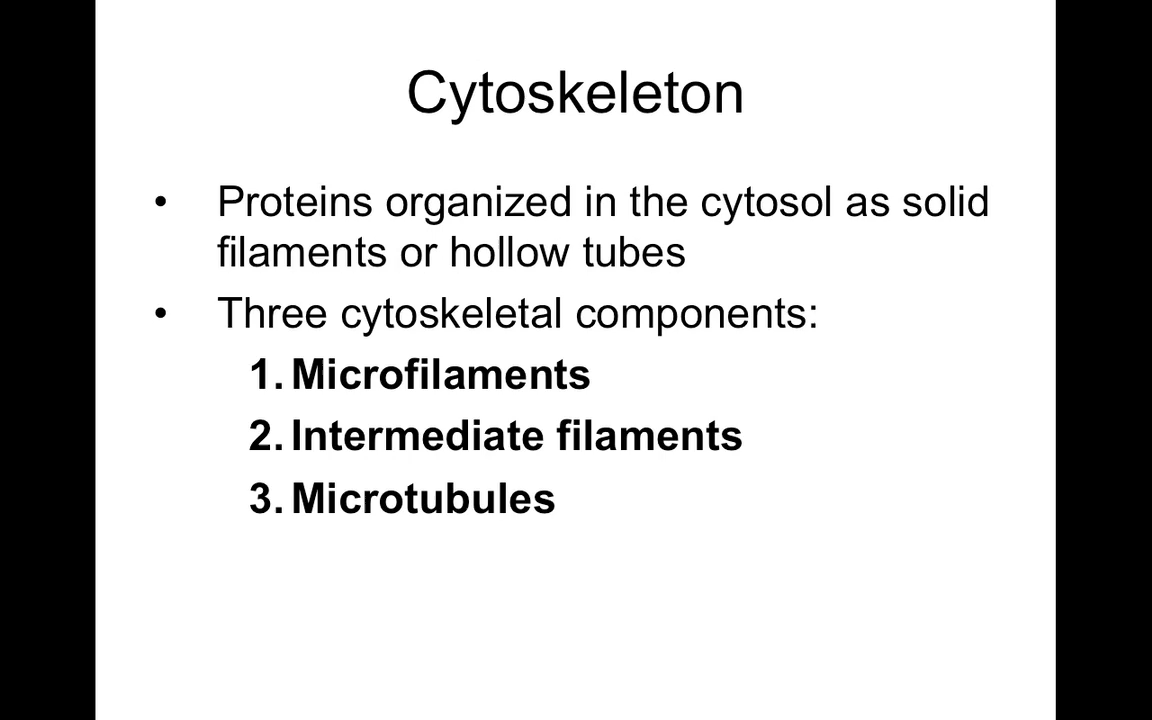 Cytoskeleton
• Proteins organized in the cytosol as solid
filaments or hollow tubes
• Three cytoskeletal components:
1. Microfilaments
2. Intermediate filaments
3. Microtubules